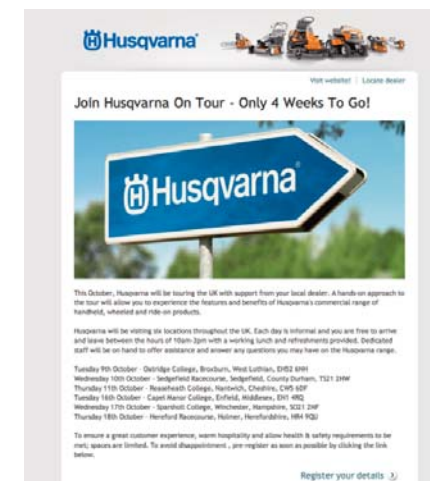 Husqvarna
Visit website! | Locate dealer
Join Husqvarna On Tour - Only 4 Weeks To Go!
Husqvarna
This October, Husqvarna will be touring the UK with support from your local dealer. A hands-on approach to
the tour will allow you to experience the features and benefits of Husqvarna's commercial range of
handheld, wheeled and ride-on products.
Husqvarna will be visiting six locations throughout the UK. Each day is informal and you are free to arrive
and leave between the hours of 10am-3pm with a working lunch and refreshments provided. Dedicated
staff will be on hand to offer assistance and answer any questions you may have on the Husqvarna range.
Tuesday 9th October - Oatridge College, Broxburn, West Lothian, EH52 6NH
Wednesday 10th October - Sedgefield Racecourse, Sedgefield, County Durham, TS21 2HW
Thursday 11th October - Reaseheath College, Nantwich, Cheshire, CW5 6DF
Tuesday 16th October - Capel Manor College, Enfield, Middlesex, EN1 4RQ
Wednesday 17th October - Sparsholt College, Winchester, Hampshire, SO21 2NF
Thursday 18th October - Hereford Racecourse, Holmer, Herefordshire, HR4 9QU
To ensure a great customer experience, warm hospitality and allow health & safety requirements to be
met; spaces are limited. To avoid disappointment , pre-register as soon as possible by clicking the link
below.
Register your details